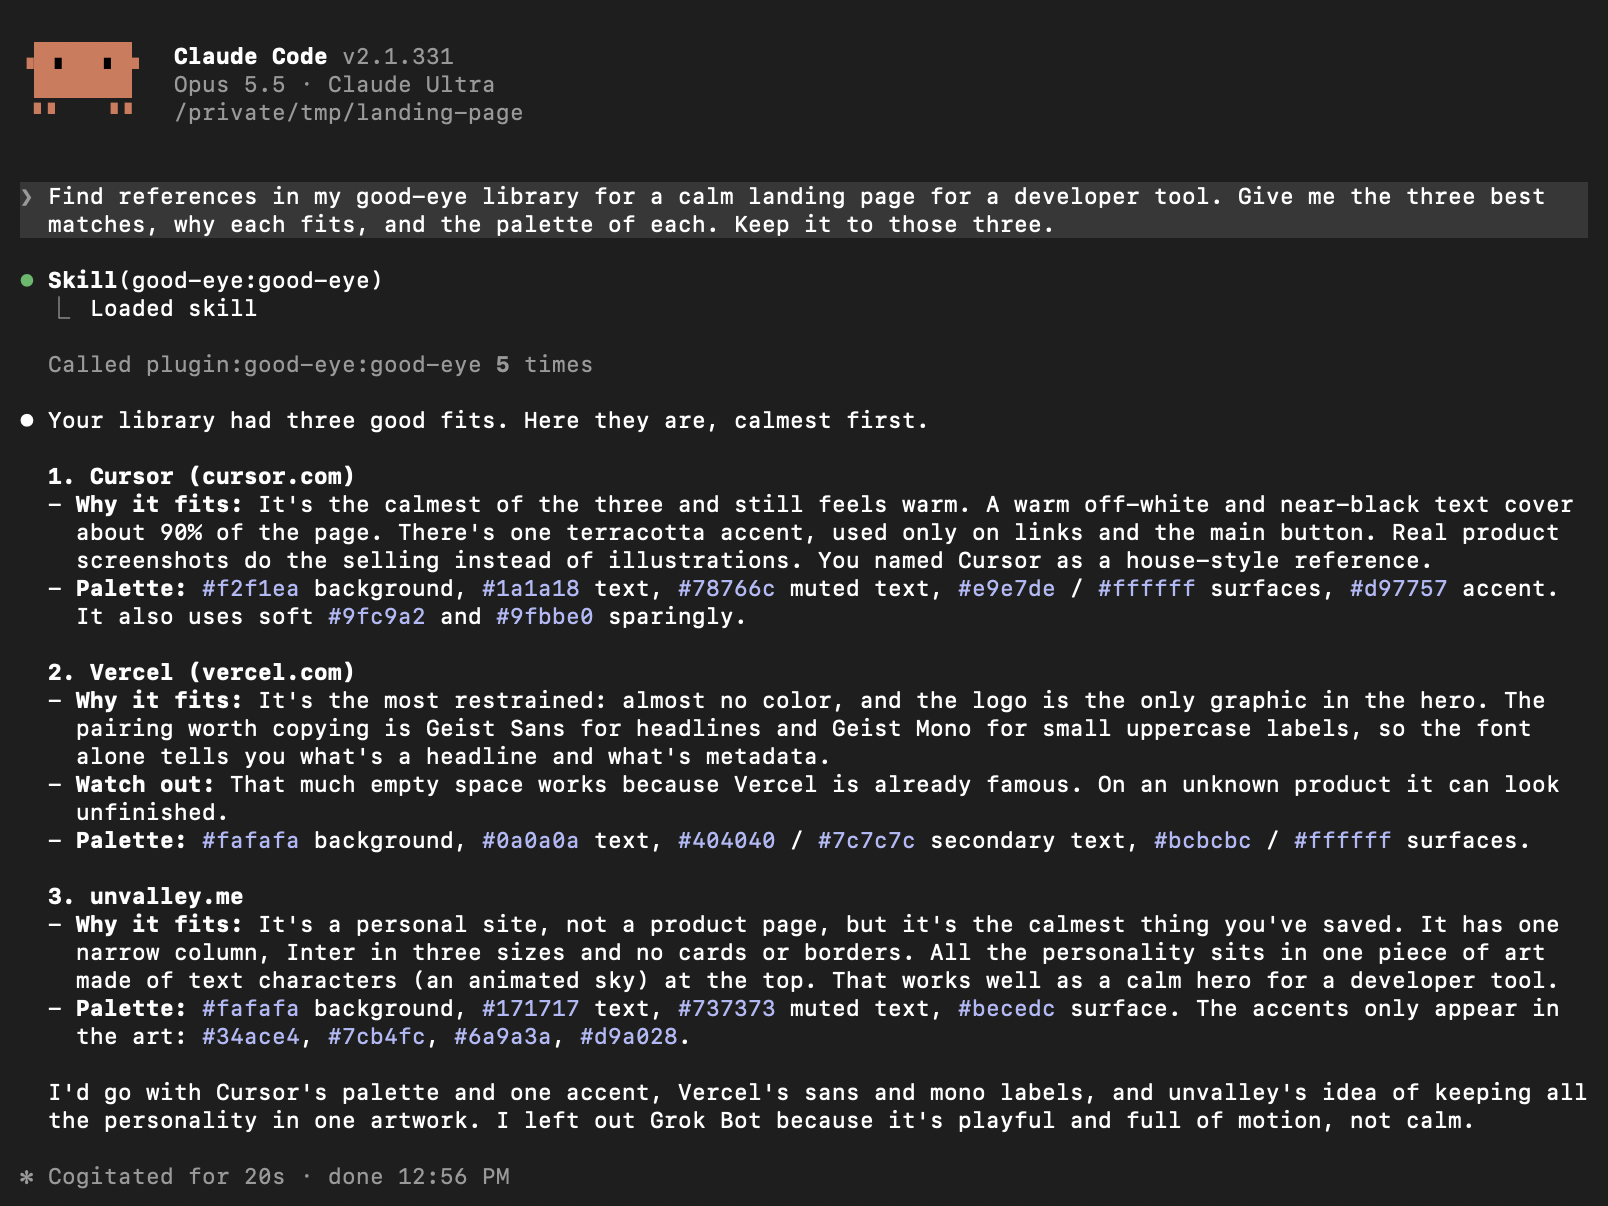 Claude Code v2.1.331
Opus 5.5 · Claude Ultra
/private/tmp/landing-page
❯ Find references in my good-eye library for a calm landing page for a developer tool. Give me the three best
matches, why each fits, and the palette of each. Keep it to those three.
● Skill(good-eye:good-eye)
⎿ Loaded skill
Called plugin:good-eye:good-eye 5 times
● Your library had three good fits. Here they are, calmest first.
1. Cursor (cursor.com)
- Why it fits: It's the calmest of the three and still feels warm. A warm off-white and near-black text cover
about 90% of the page. There's one terracotta accent, used only on links and the main button. Real product
screenshots do the selling instead of illustrations. You named Cursor as a house-style reference.
- Palette: #f2f1ea background, #1a1a18 text, #78766c muted text, #e9e7de / #ffffff surfaces, #d97757 accent.
It also uses soft #9fc9a2 and #9fbbe0 sparingly.
2. Vercel (vercel.com)
- Why it fits: It's the most restrained: almost no color, and the logo is the only graphic in the hero. The
pairing worth copying is Geist Sans for headlines and Geist Mono for small uppercase labels, so the font
alone tells you what's a headline and what's metadata.
- Watch out: That much empty space works because Vercel is already famous. On an unknown product it can look
unfinished.
- Palette: #fafafa background, #0a0a0a text, #404040 / #7c7c7c secondary text, #bcbcbc / #ffffff surfaces.
3. unvalley.me
- Why it fits: It's a personal site, not a product page, but it's the calmest thing you've saved. It has one
narrow column, Inter in three sizes and no cards or borders. All the personality sits in one piece of art
made of text characters (an animated sky) at the top. That works well as a calm hero for a developer tool.
- Palette: #fafafa background, #171717 text, #737373 muted text, #becedc surface. The accents only appear in
the art: #34ace4, #7cb4fc, #6a9a3a, #d9a028.
I'd go with Cursor's palette and one accent, Vercel's sans and mono labels, and unvalley's idea of keeping all
the personality in one artwork. I left out Grok Bot because it's playful and full of motion, not calm.
✻ Cogitated for 20s · done 12:56 PM